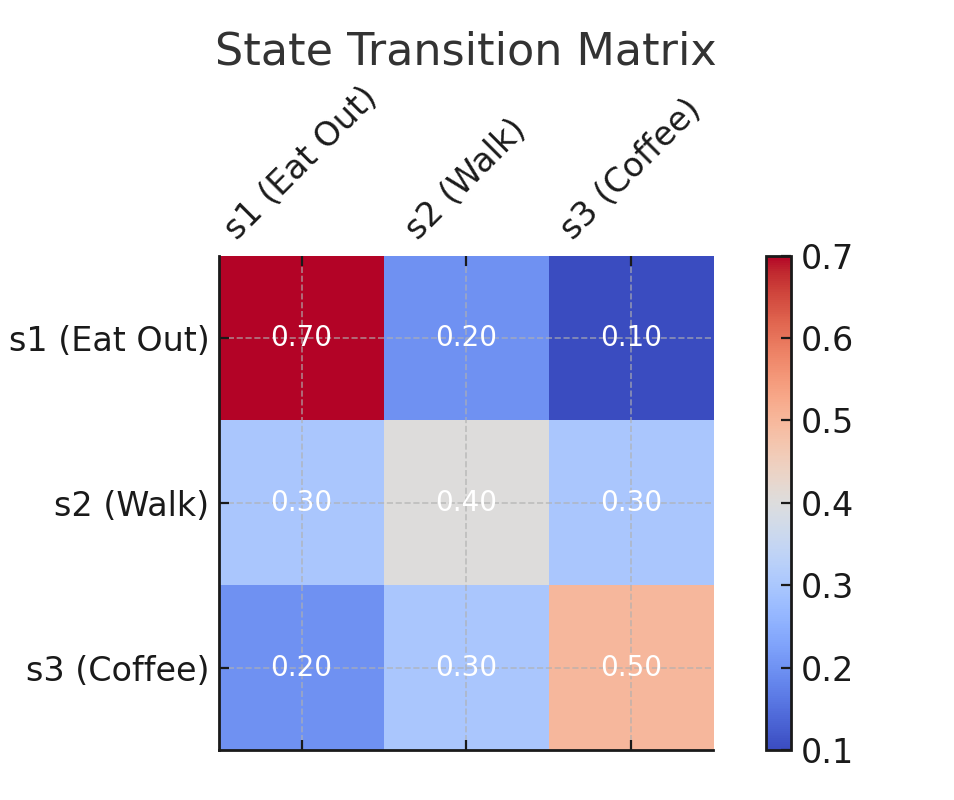 State Transition Matrix
s1 (Eat Out)
s2 (Walk)
s3 (Coffee)
s1 (Eat Out)
0.70
0.20
0.10
s2 (Walk)
0.30
0.40
0.30
s3 (Coffee)
0.20
0.30
0.50
0.7
0.6
0.5
0.4
0.3
0.2
0.1